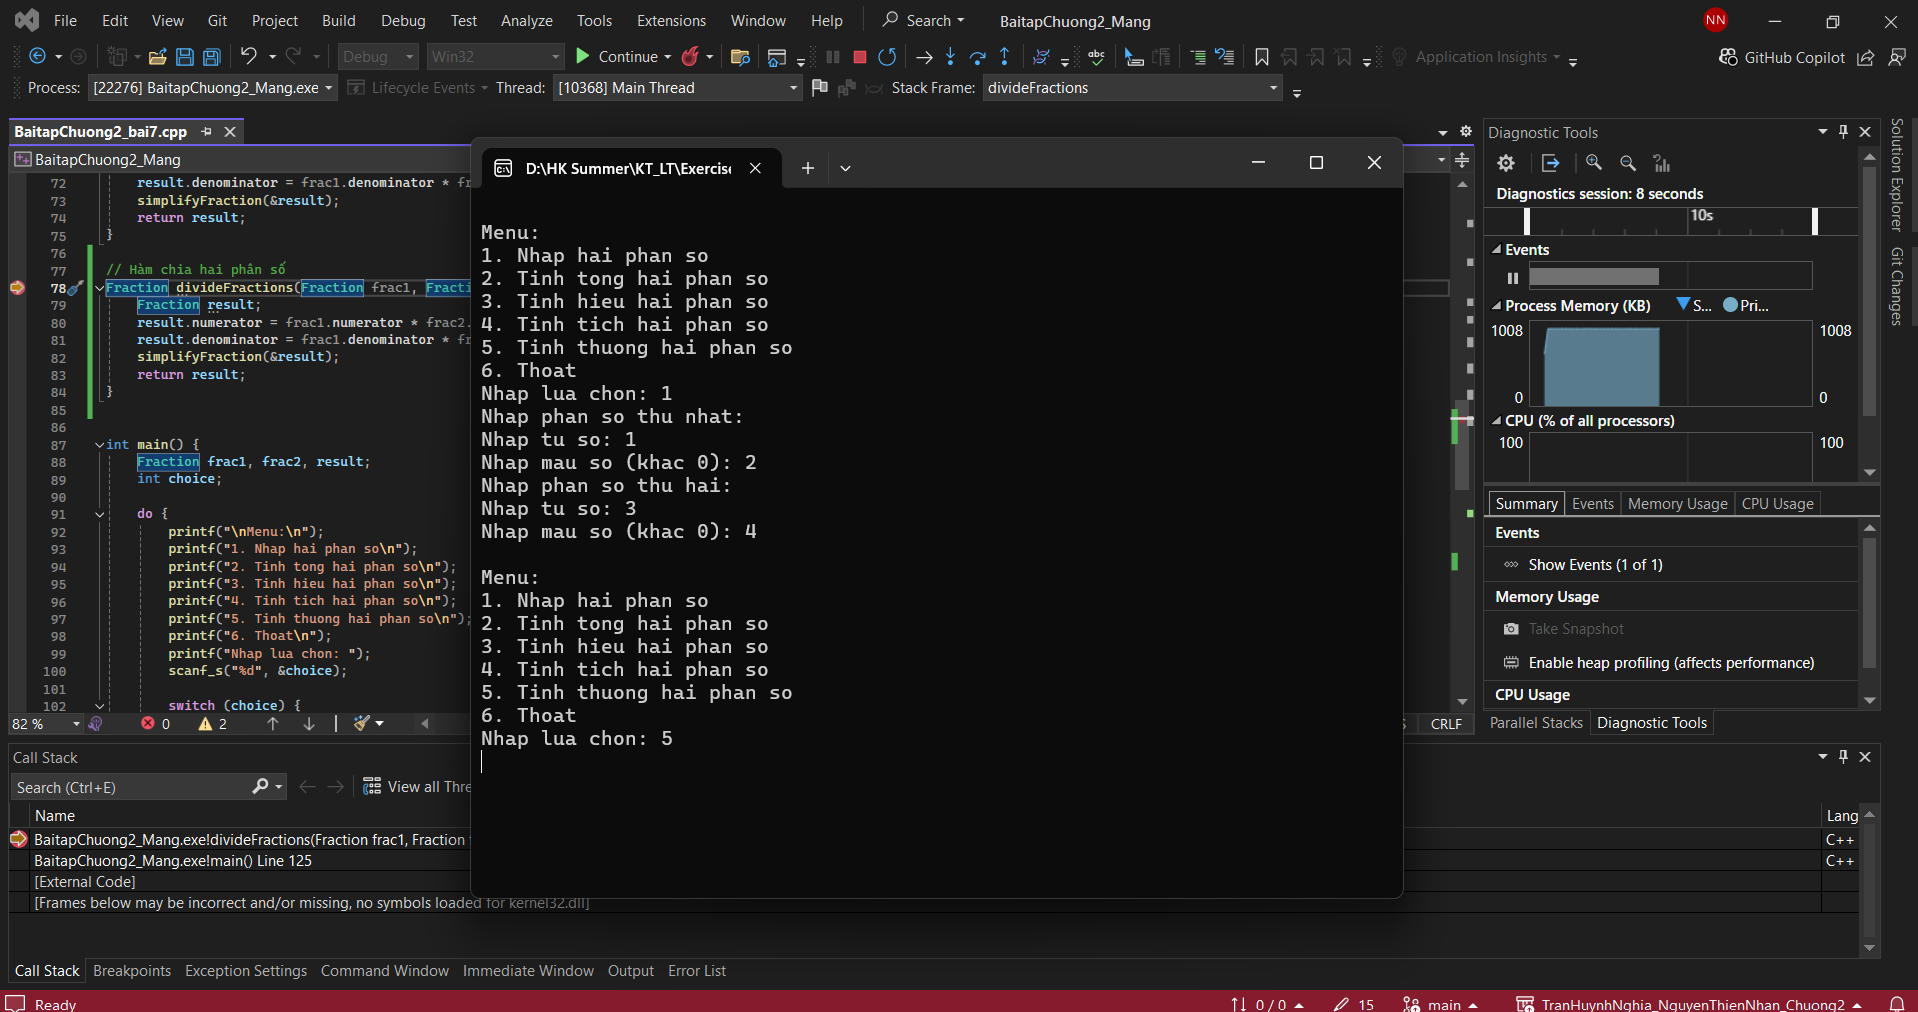 File Edit View Git Project Build Debug Test Analyze Tools Extensions Window Help Search BaitapChuong2_Mang NN
Debug Win32 Continue abc Application Insights GitHub Copilot
Process: [22276] BaitapChuong2_Mang.exe Lifecycle Events Thread: [10368] Main Thread Stack Frame: divideFractions
BaitapChuong2_bai7.cpp
BaitapChuong2_Mang
72 result.denominator = frac1.denominator * fr
73 simplifyFraction(&result);
74 return result;
75 }
76
77 // Hàm chia hai phân số
78 Fraction divideFractions(Fraction frac1, Fracti
79 Fraction result;
80 result.numerator = frac1.numerator * frac2.
81 result.denominator = frac1.denominator * fr
82 simplifyFraction(&result);
83 return result;
84 }
85
86
87 int main() {
88 Fraction frac1, frac2, result;
89 int choice;
90
91 do {
92 printf("\nMenu:\n");
93 printf("1. Nhap hai phan so\n");
94 printf("2. Tinh tong hai phan so\n");
95 printf("3. Tinh hieu hai phan so\n");
96 printf("4. Tinh tich hai phan so\n");
97 printf("5. Tinh thuong hai phan so\n");
98 printf("6. Thoat\n");
99 printf("Nhap lua chon: ");
100 scanf_s("%d", &choice);
101
102 switch (choice) {
82 % 0 2 CRLF
D:\HK Summer\KT_LT\Exercise
Menu:
1. Nhap hai phan so
2. Tinh tong hai phan so
3. Tinh hieu hai phan so
4. Tinh tich hai phan so
5. Tinh thuong hai phan so
6. Thoat
Nhap lua chon: 1
Nhap phan so thu nhat:
Nhap tu so: 1
Nhap mau so (khac 0): 2
Nhap phan so thu hai:
Nhap tu so: 3
Nhap mau so (khac 0): 4
Menu:
1. Nhap hai phan so
2. Tinh tong hai phan so
3. Tinh hieu hai phan so
4. Tinh tich hai phan so
5. Tinh thuong hai phan so
6. Thoat
Nhap lua chon: 5
Diagnostic Tools
Diagnostics session: 8 seconds
10s
Events
Process Memory (KB) S... Pri...
1008 1008
0 0
CPU (% of all processors)
100 100
Summary Events Memory Usage CPU Usage
Events
Show Events (1 of 1)
Memory Usage
Take Snapshot
Enable heap profiling (affects performance)
CPU Usage
Parallel Stacks Diagnostic Tools
Solution Explorer
Git Changes
Call Stack
Search (Ctrl+E) View all Thre
Name Lang
BaitapChuong2_Mang.exe!divideFractions(Fraction frac1, Fraction C++
BaitapChuong2_Mang.exe!main() Line 125 C++
[External Code]
[Frames below may be incorrect and/or missing, no symbols loaded for kernel32.dll]
Call Stack Breakpoints Exception Settings Command Window Immediate Window Output Error List
Ready 0 / 0 15 main TranHuynhNghia_NguyenThienNhan_Chuong2